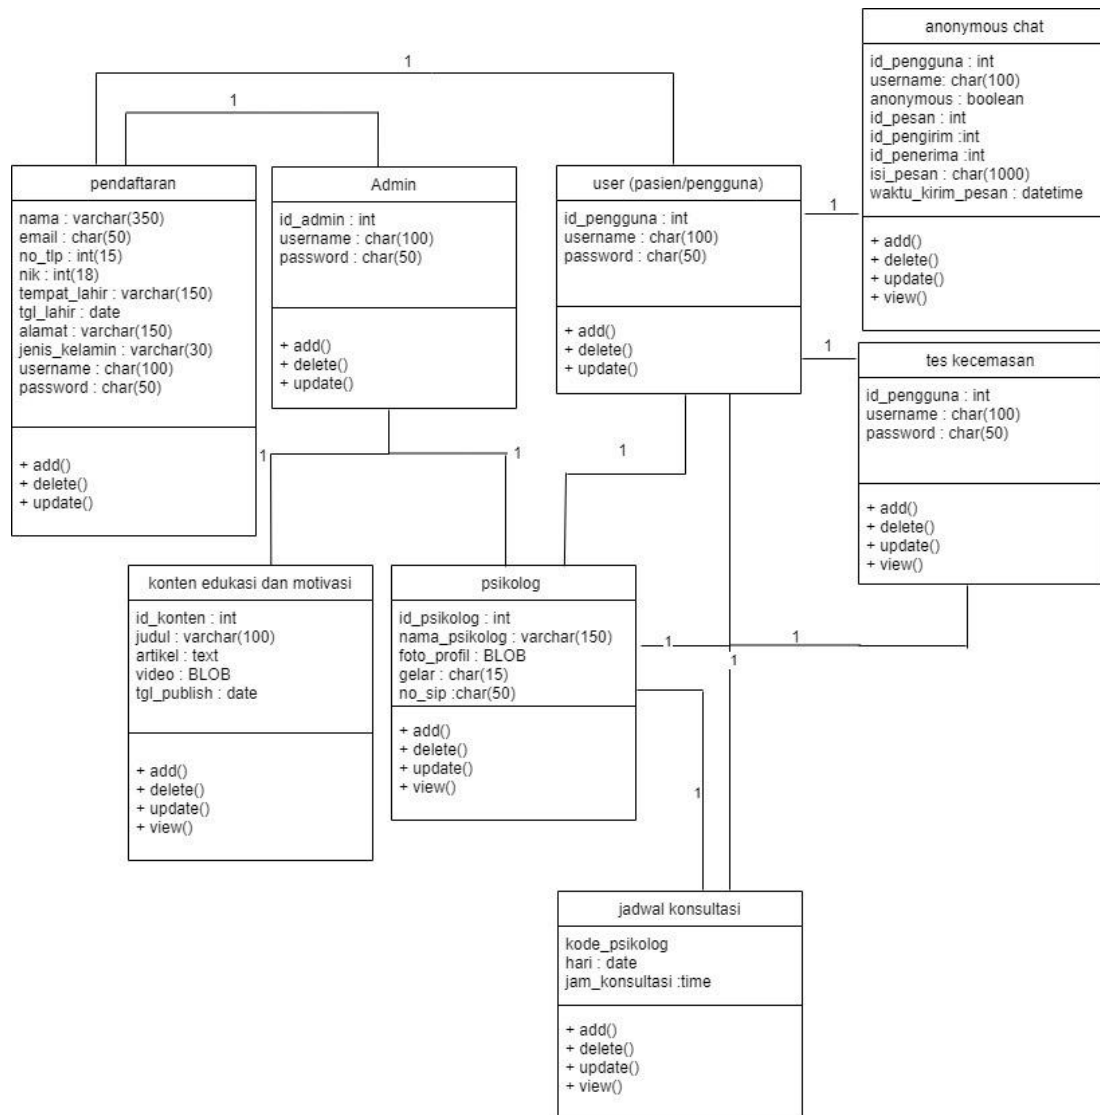 anonymous chat
id_pengguna : int
username: char(100)
anonymous : boolean
id_pesan : int
id_pengirim :int
id_penerima :int
isi_pesan : char(1000)
waktu_kirim_pesan : datetime
+ add()
+ delete()
+ update()
+ view()
1
1
pendaftaran
nama : varchar(350)
email : char(50)
no_tlp : int(15)
nik : int(18)
tempat_lahir : varchar(150)
tgl_lahir : date
alamat : varchar(150)
jenis_kelamin : varchar(30)
username : char(100)
password : char(50)
+ add()
+ delete()
+ update()
Admin
id_admin : int
username : char(100)
password : char(50)
+ add()
+ delete()
+ update()
user (pasien/pengguna)
id_pengguna : int
username : char(100)
password : char(50)
+ add()
+ delete()
+ update()
1
1
tes kecemasan
id_pengguna : int
username : char(100)
password : char(50)
+ add()
+ delete()
+ update()
+ view()
1
1
1
konten edukasi dan motivasi
id_konten : int
judul : varchar(100)
artikel : text
video : BLOB
tgl_publish : date
+ add()
+ delete()
+ update()
+ view()
psikolog
id_psikolog : int
nama_psikolog : varchar(150)
foto_profil : BLOB
gelar : char(15)
no_sip :char(50)
+ add()
+ delete()
+ update()
+ view()
1
1
1
1
jadwal konsultasi
kode_psikolog
hari : date
jam_konsultasi :time
+ add()
+ delete()
+ update()
+ view()